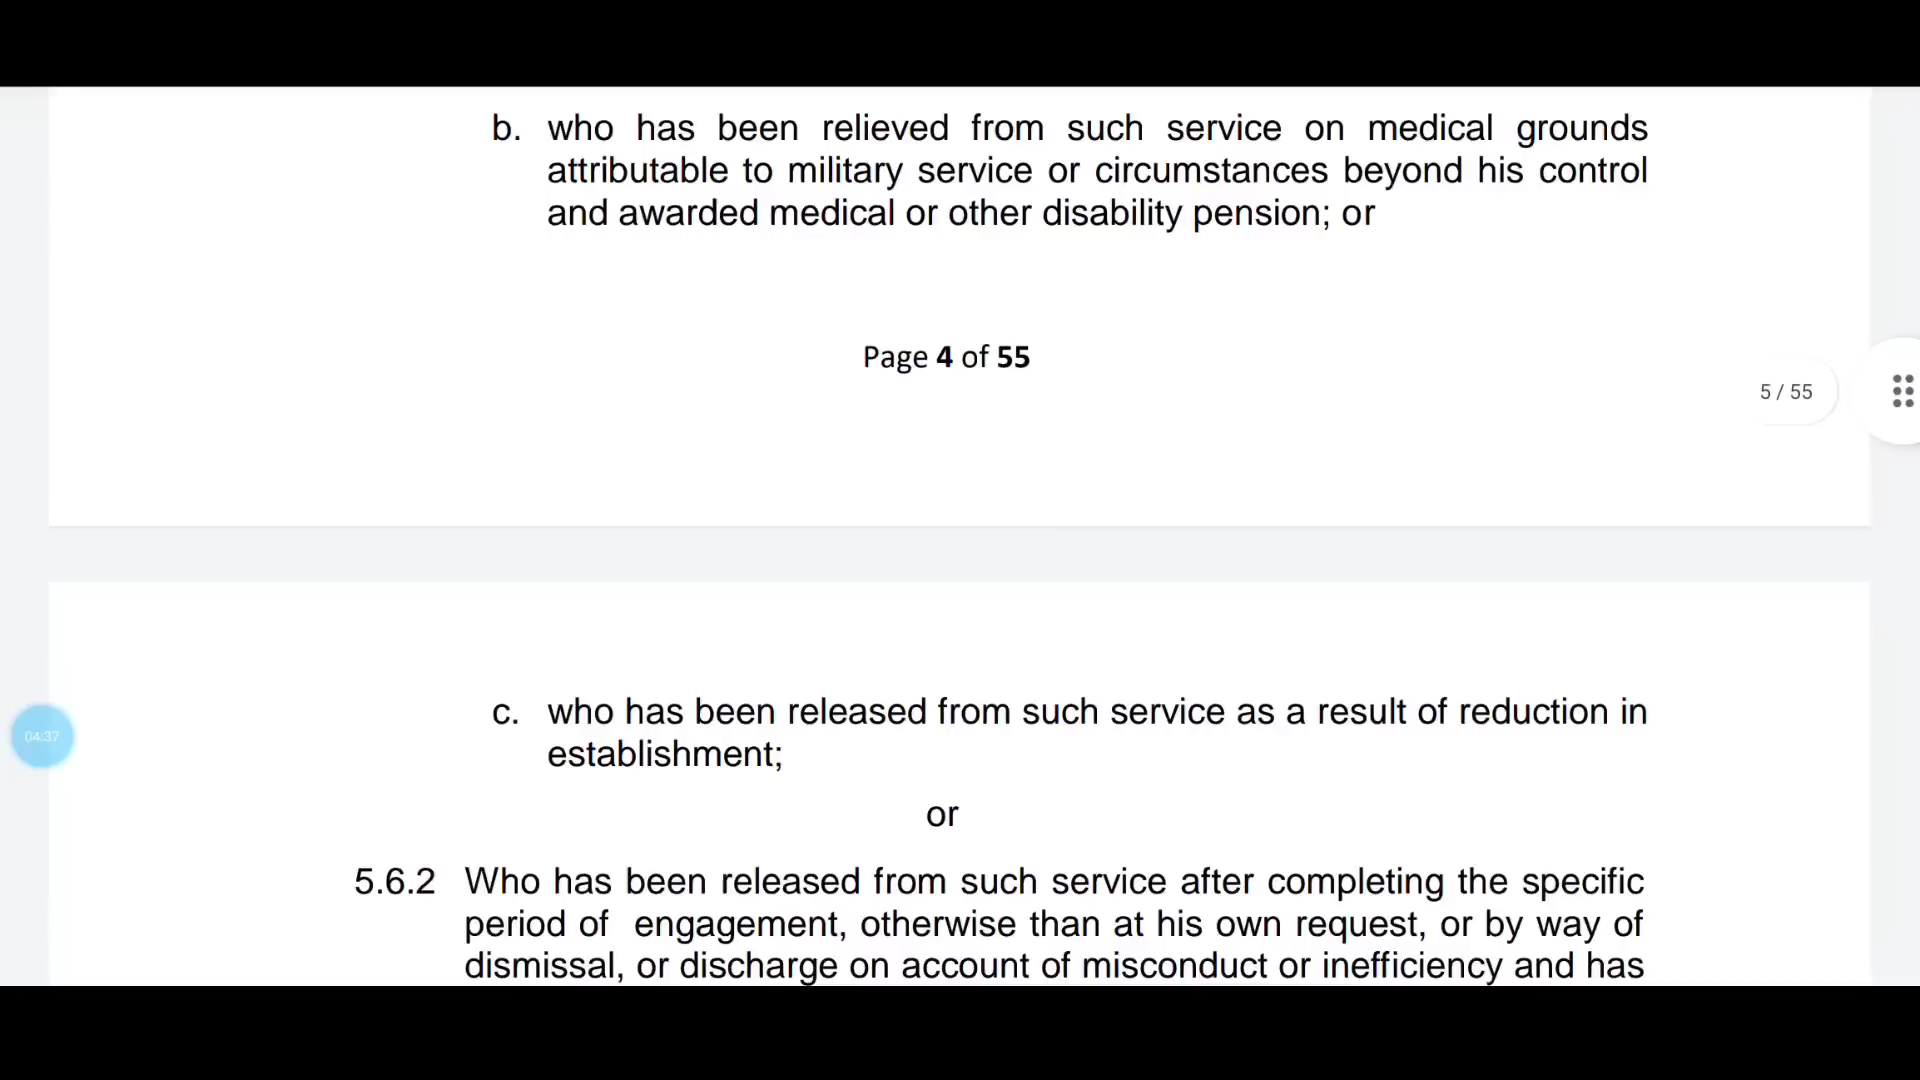 b. who has been relieved from such service on medical grounds
attributable to military service or circumstances beyond his control
and awarded medical or other disability pension; or
Page 4 of 55
5 / 55
c. who has been released from such service as a result of reduction in
establishment;
04:37
or
5.6.2 Who has been released from such service after completing the specific
period of engagement, otherwise than at his own request, or by way of
dismissal, or discharge on account of misconduct or inefficiency and has